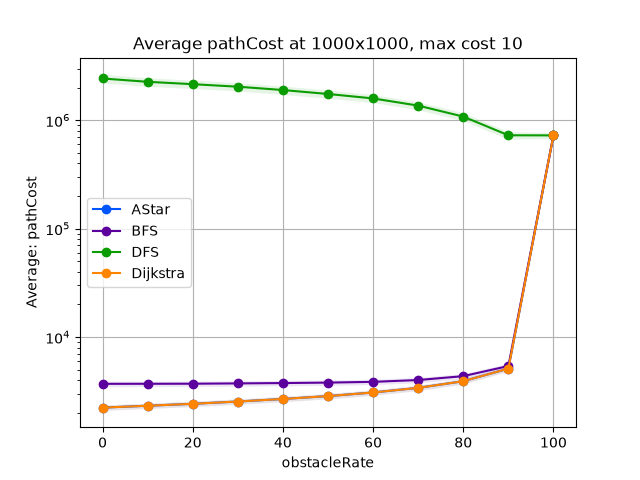 Average pathCost at 1000x1000, max cost 10
Average: pathCost
10^6
10^5
10^4
AStar
BFS
DFS
Dijkstra
0 20 40 60 80 100
obstacleRate